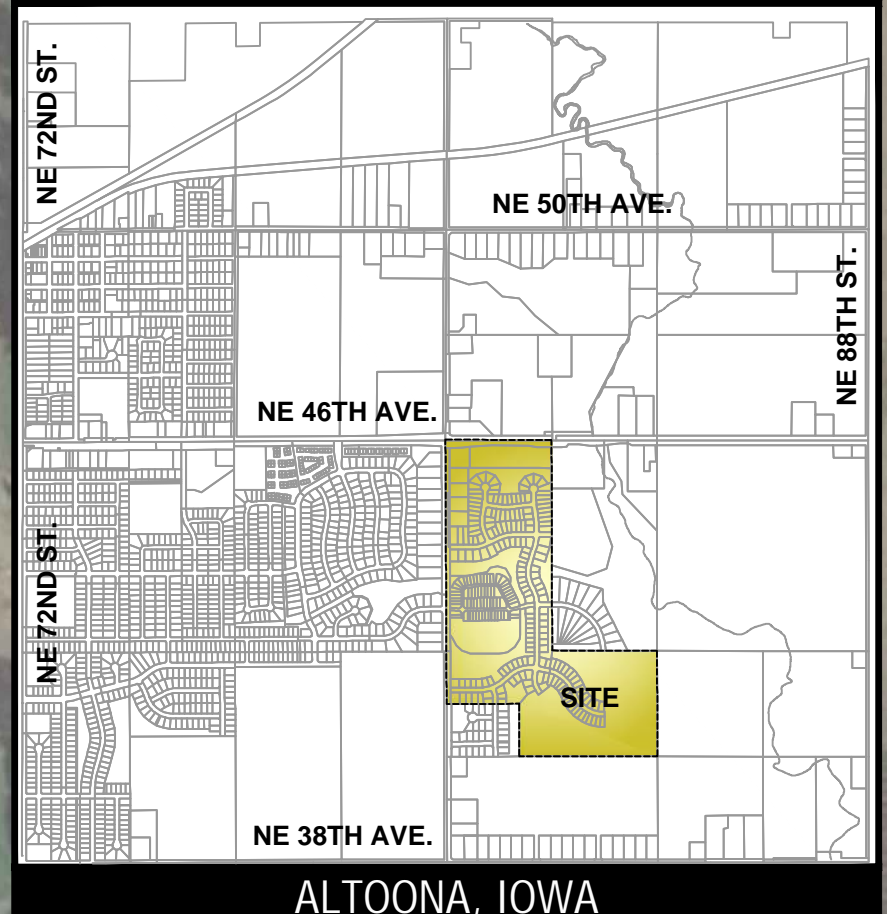 NE 72ND ST.
NE 50TH AVE.
NE 88TH ST.
NE 46TH AVE.
NE 72ND ST.
SITE
NE 38TH AVE.
ALTOONA, IOWA